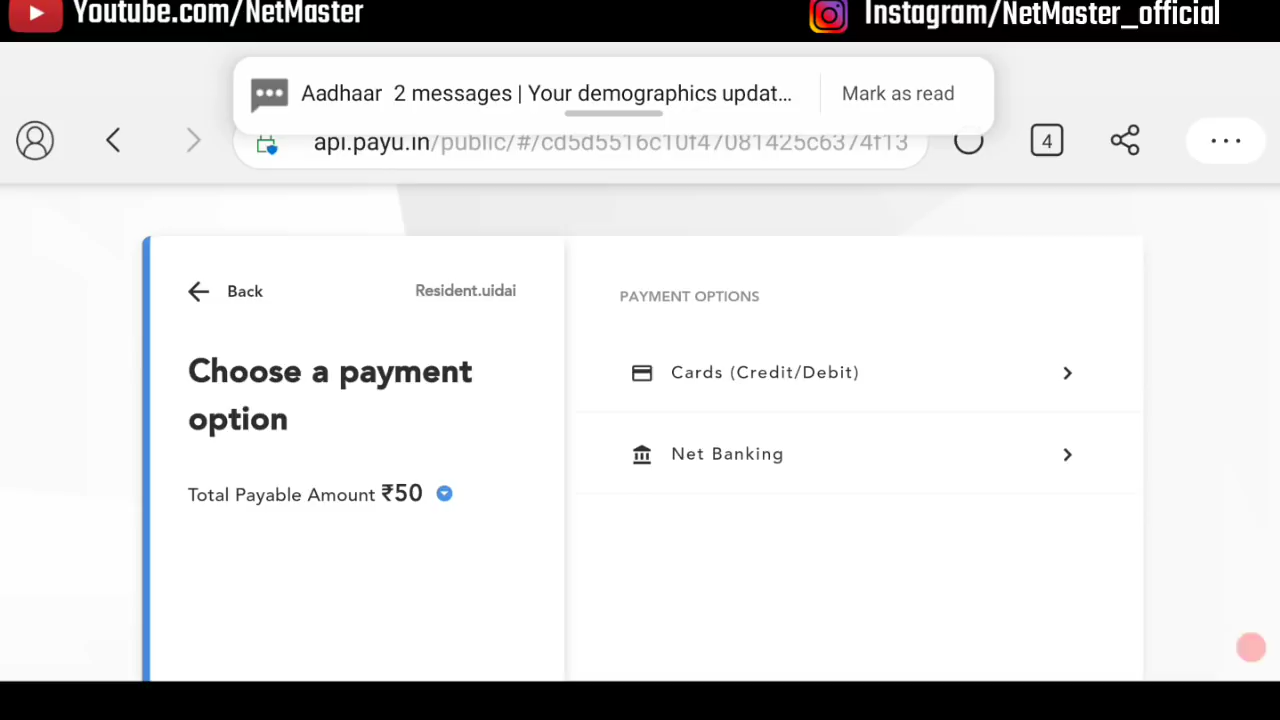 Youtube.com/NetMaster
Instagram/NetMaster_official
Aadhaar 2 messages | Your demographics updat... Mark as read
api.payu.in/public/#/cd5d5516c10f47081425c6374f13
4
Back
Resident.uidai
Choose a payment
option
Total Payable Amount ₹50
PAYMENT OPTIONS
Cards (Credit/Debit)
Net Banking